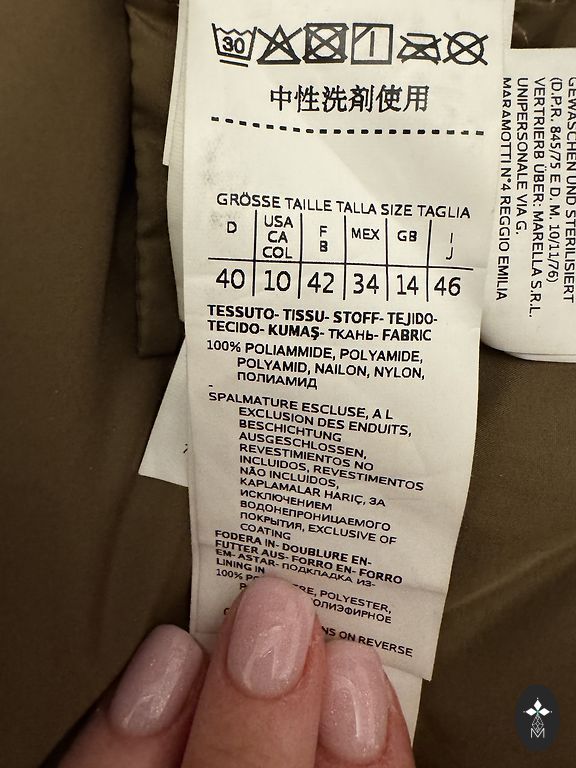 30
中性洗剤使用
GRÖSSE TAILLE TALLA SIZE TAGLIA
D USA CA COL F B MEX GB I J
40 10 42 34 14 46
TESSUTO- TISSU- STOFF- TEJIDO-
TECIDO- KUMAŞ- ТКАНЬ- FABRIC
100% POLIAMMIDE, POLYAMIDE,
POLYAMID, NAILON, NYLON,
ПОЛИАМИД
-
SPALMATURE ESCLUSE, A L
EXCLUSION DES ENDUITS,
BESCHICHTUNG
AUSGESCHLOSSEN,
REVESTIMIENTOS NO
INCLUIDOS, REVESTIMENTOS
NÃO INCLUIDOS,
KAPLAMALAR HARIÇ, ЗА
ИСКЛЮЧЕНИЕМ
ВОДОНЕПРОНИЦАЕМОГО
ПОКРЫТИЯ, EXCLUSIVE OF
COATING
FODERA IN- DOUBLURE EN-
FUTTER AUS- FORRO EN- FORRO
EM- ASTAR- ПОДКЛАДКА ИЗ-
LINING IN
100% POLYESTER,
NS ON REVERSE
GEWASCHEN UND STERILISIERT
(D.P.R. 845/75 E D. M. 10/11/76)
VERTRIEB ÜBER: MARELLA S.R.L.
UNIPERSONALE VIA G.
MARAMOTTI N°4 REGGIO EMILIA
M